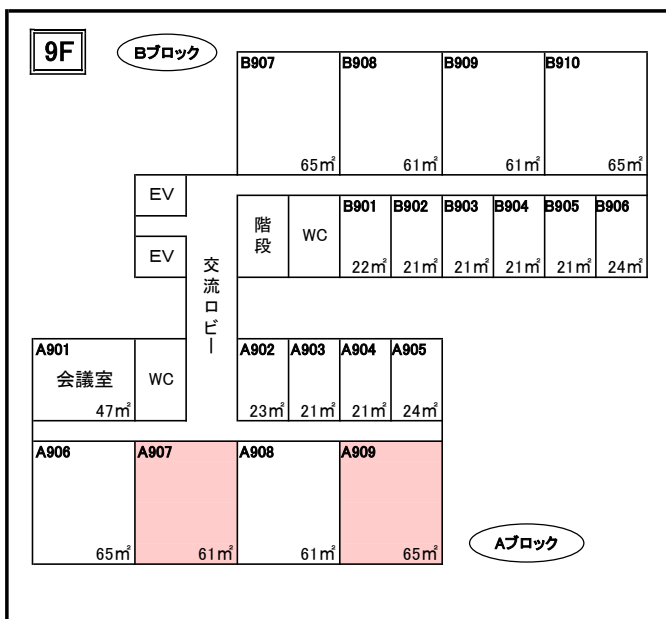 9F
Bブロック
B907 B908 B909 B910
65㎡ 61㎡ 61㎡ 65㎡
EV
B901 B902 B903 B904 B905 B906
階段
WC
EV
22㎡ 21㎡ 21㎡ 21㎡ 21㎡ 24㎡
交流ロビー
A901 A902 A903 A904 A905
会議室 WC
47㎡ 23㎡ 21㎡ 21㎡ 24㎡
A906 A907 A908 A909
65㎡ 61㎡ 61㎡ 65㎡
Aブロック